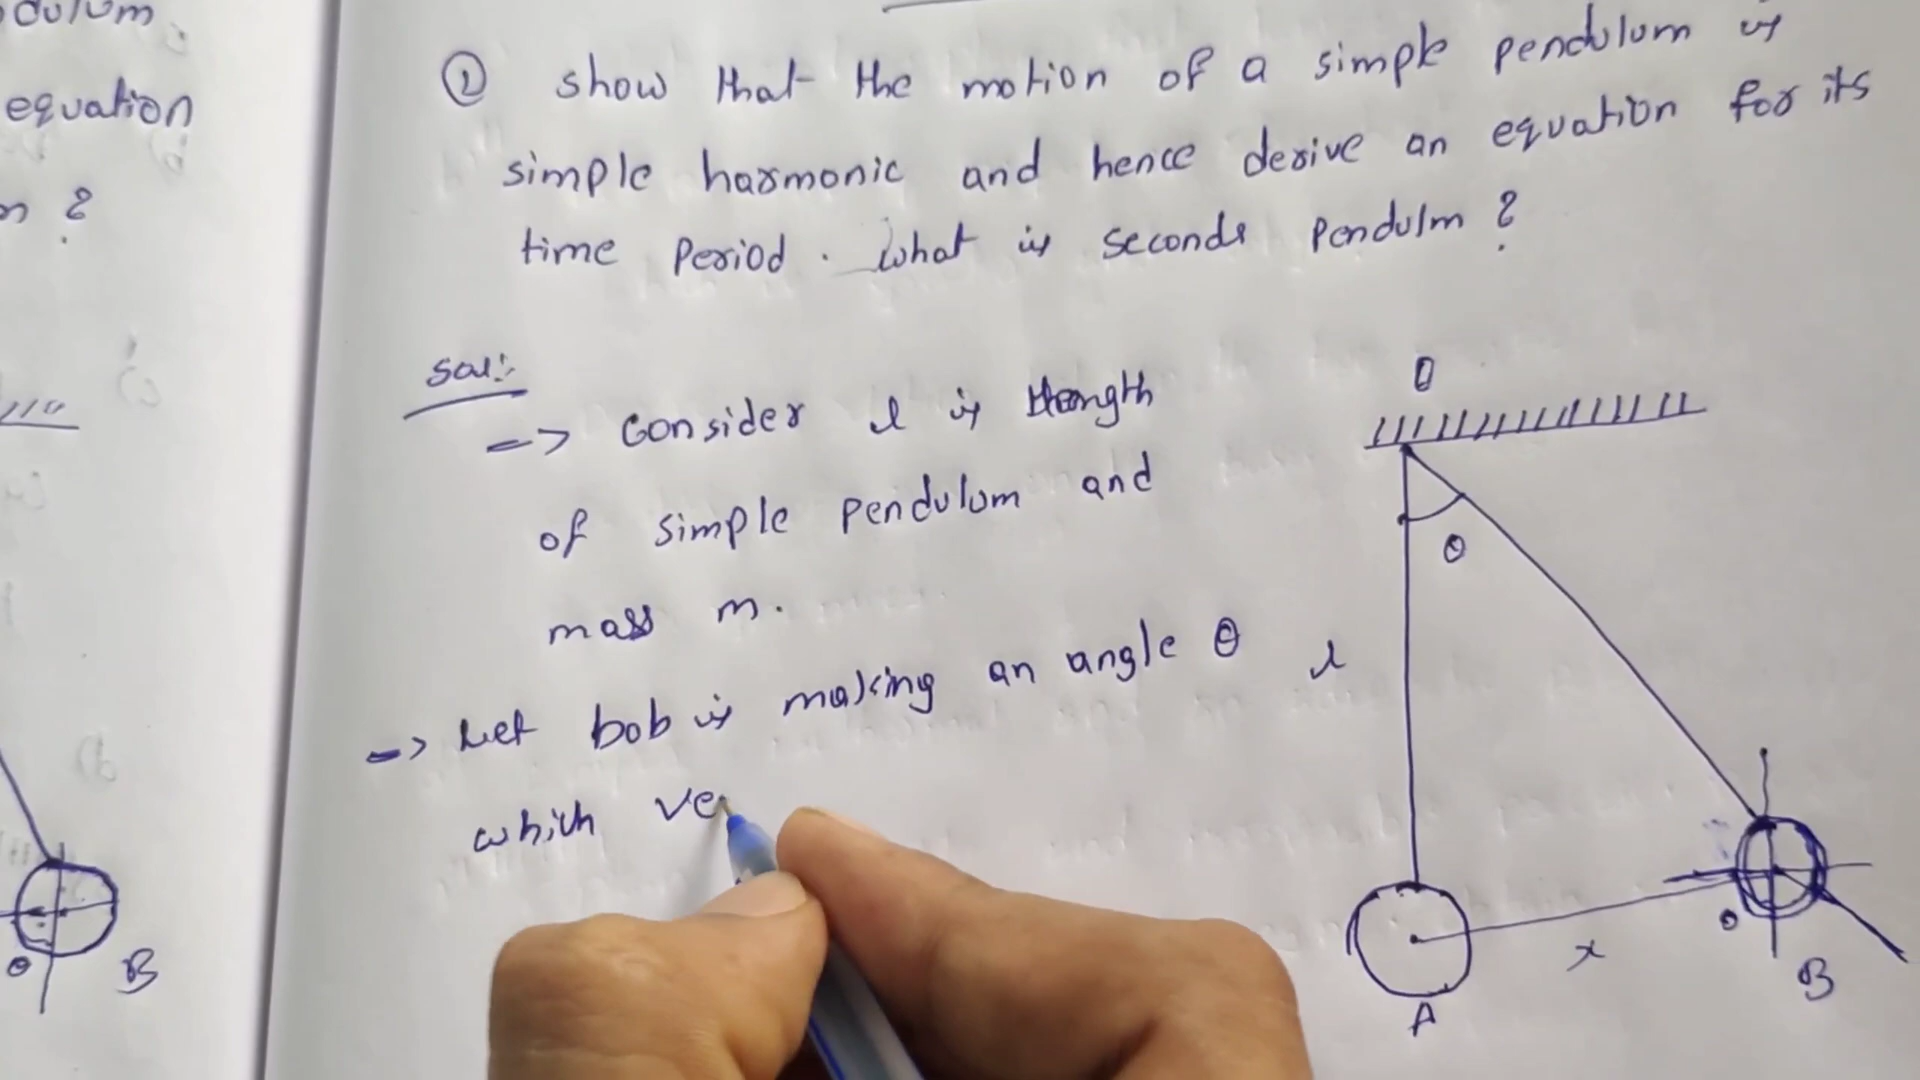 dulum
equation
n ?
θ
B
① show that the motion of a simple pendulum is
simple harmonic and hence derive an equation for its
time Period. What is Seconds Pendulm ?
Sol:
=> Consider l is length
of simple Pendulum and
mass m.
=> Let bob is making an angle θ
which ve
O
θ
l
θ
x
A
B